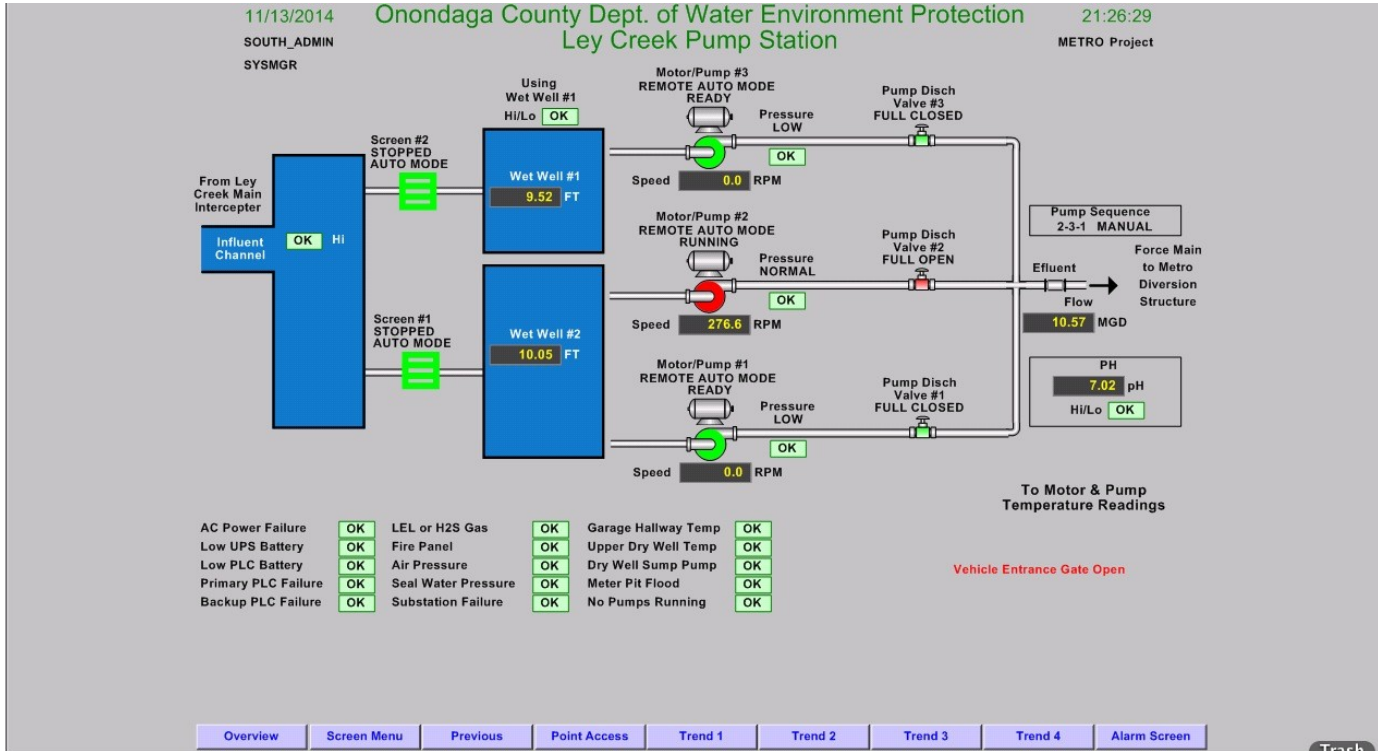 11/13/2014
Onondaga County Dept. of Water Environment Protection
21:26:29
SOUTH_ADMIN
Ley Creek Pump Station
METRO Project
SYSMGR
Using
Wet Well #1
Hi/Lo OK
Motor/Pump #3
REMOTE AUTO MODE
READY
Pressure
LOW
OK
Pump Disch
Valve #3
FULL CLOSED
Screen #2
STOPPED
AUTO MODE
Wet Well #1
9.52 FT
Speed 0.0 RPM
From Ley
Creek Main
Intercepter
Influent
Channel
OK Hi
Motor/Pump #2
REMOTE AUTO MODE
RUNNING
Pressure
NORMAL
OK
Pump Disch
Valve #2
FULL OPEN
Pump Sequence
2-3-1 MANUAL
Efluent
Force Main
to Metro
Diversion
Structure
Flow
10.57 MGD
Screen #1
STOPPED
AUTO MODE
Wet Well #2
10.05 FT
Speed 276.6 RPM
Motor/Pump #1
REMOTE AUTO MODE
READY
Pressure
LOW
OK
Pump Disch
Valve #1
FULL CLOSED
PH
7.02 pH
Hi/Lo OK
Speed 0.0 RPM
To Motor & Pump
Temperature Readings
AC Power Failure OK LEL or H2S Gas OK Garage Hallway Temp OK
Low UPS Battery OK Fire Panel OK Upper Dry Well Temp OK
Low PLC Battery OK Air Pressure OK Dry Well Sump Pump OK
Primary PLC Failure OK Seal Water Pressure OK Meter Pit Flood OK
Backup PLC Failure OK Substation Failure OK No Pumps Running OK
Vehicle Entrance Gate Open
Overview Screen Menu Previous Point Access Trend 1 Trend 2 Trend 3 Trend 4 Alarm Screen
Trash